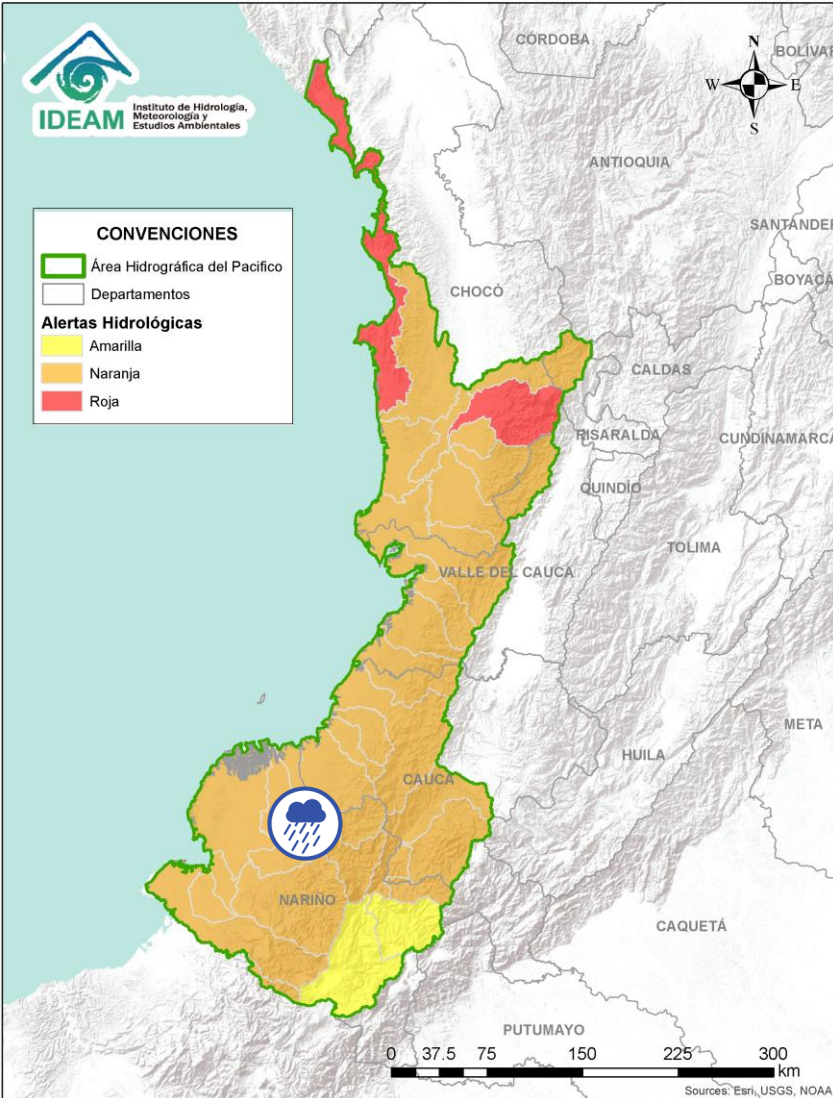 IDEAM
Instituto de Hidrología,
Meteorología y
Estudios Ambientales
CÓRDOBA
BOLÍVAR
N
W
E
S
ANTIOQUIA
SANTANDER
CONVENCIONES
Área Hidrográfica del Pacifico
Departamentos
Alertas Hidrológicas
Amarilla
Naranja
Roja
BOYACÁ
CHOCÓ
CALDAS
RISARALDA
CUNDINAMARCA
QUINDÍO
TOLIMA
VALLE DEL CAUCA
META
HUILA
CAUCA
NARIÑO
CAQUETÁ
PUTUMAYO
0 37.5 75 150 225 300
km
Sources: Esri, USGS, NOAA